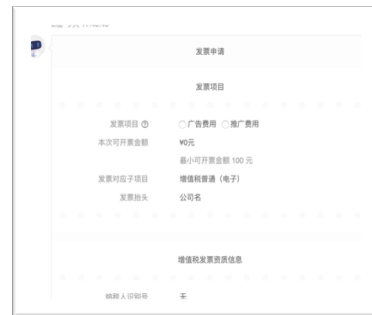 发票申请
发票项目
发票项目 ? 广告费用 推广费用
本次可开票金额 ¥0元
最小可开票金额 100 元
发票对应子项目 增值税普通（电子）
发票抬头 公司名
增值税发票资质信息
纳税人识别号 无